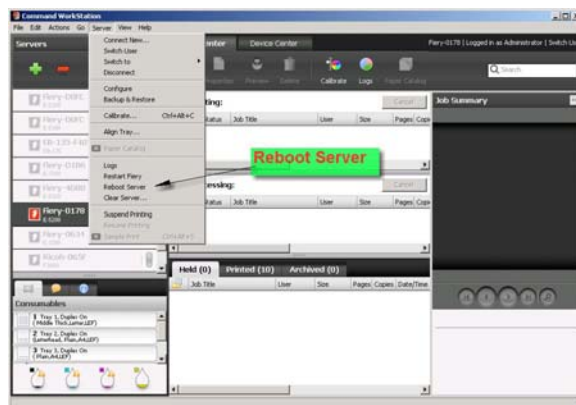 Command WorkStation
File Edit Actions Go Server View Help
Servers
Device Center
Fiery-0178 | Logged in as Administrator | Switch
Connect New...
Switch User
Switch to
Disconnect
Configure
Backup & Restore
Calibrate... Ctrl+Alt+C
Align Tray...
Paper Catalog
Logs
Restart Fiery
Reboot Server
Clear Server...
Suspend Printing
Resume Printing
Sample Print
Preview Delete Calibrate Logs Paper Catalog
Search
Cancel
Job Summary
Job Title User Size Pages
Reboot Server
Cancel
Job Title User Size Pages
Fiery-0178
Fiery-0634
Held (0) Printed (10) Archived (0)
Job Title User Size Pages Copies Date/Time
Consumables
1 Tray 1, Duplex On
2 Tray 2, Duplex On
3 Tray 3, Duplex On